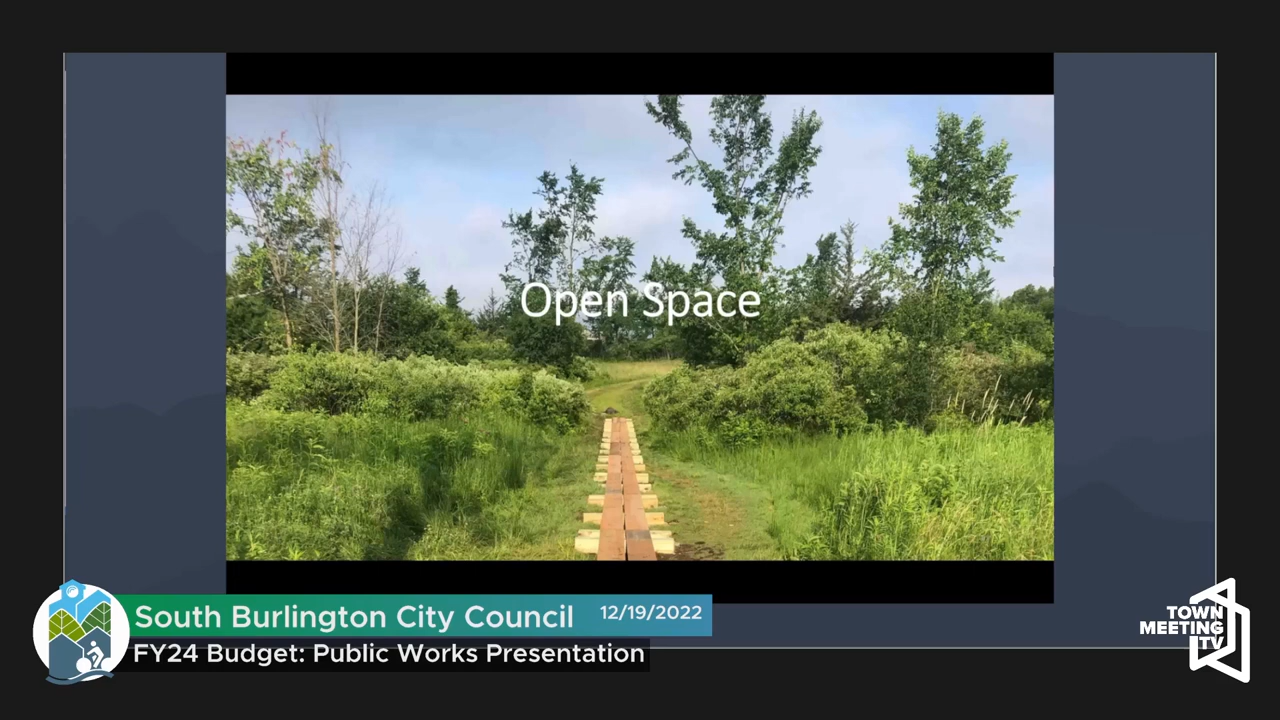 Open Space
South Burlington City Council 12/19/2022
FY24 Budget: Public Works Presentation
TOWN
MEETING
TV